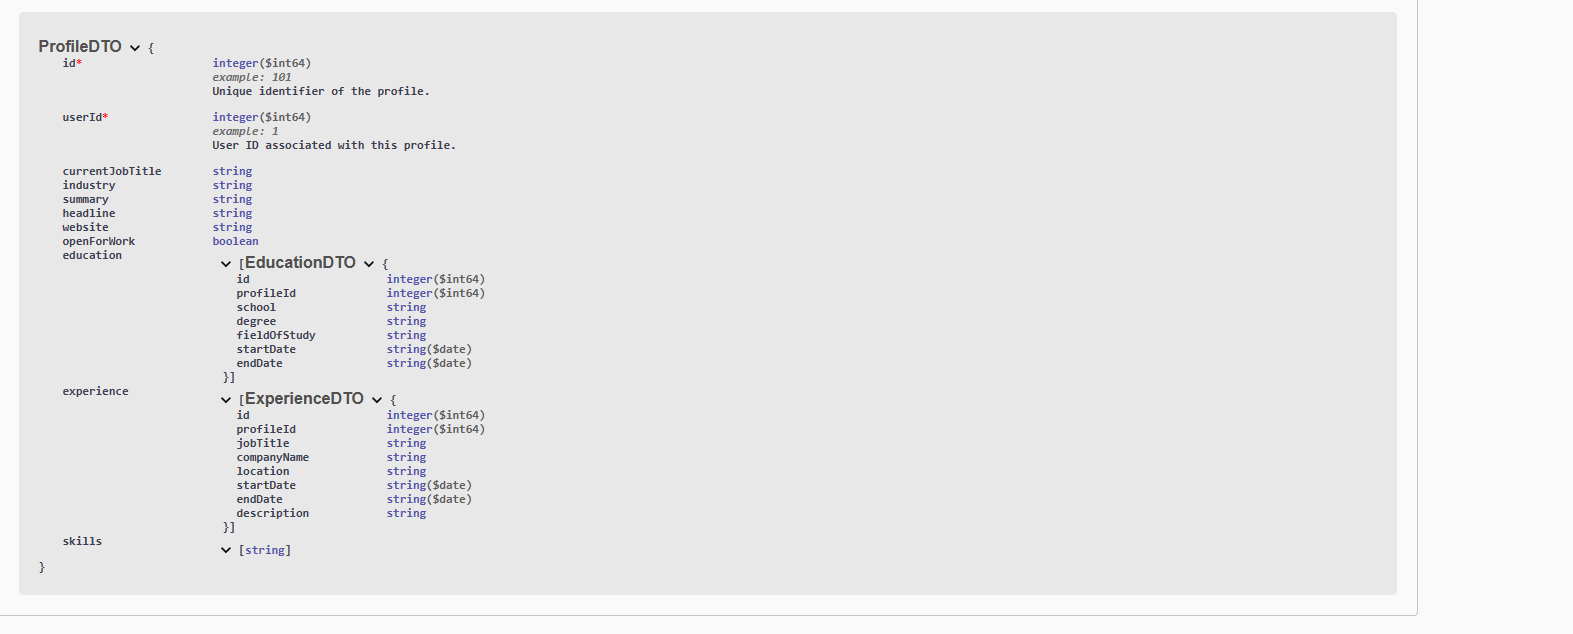 ProfileDTO {
id* integer($int64)
example: 101
Unique identifier of the profile.
userId* integer($int64)
example: 1
User ID associated with this profile.
currentJobTitle string
industry string
summary string
headline string
website string
openForWork boolean
education [EducationDTO {
id integer($int64)
profileId integer($int64)
school string
degree string
fieldOfStudy string
startDate string($date)
endDate string($date)
}]
experience [ExperienceDTO {
id integer($int64)
profileId integer($int64)
jobTitle string
companyName string
location string
startDate string($date)
endDate string($date)
description string
}]
skills [string]
}